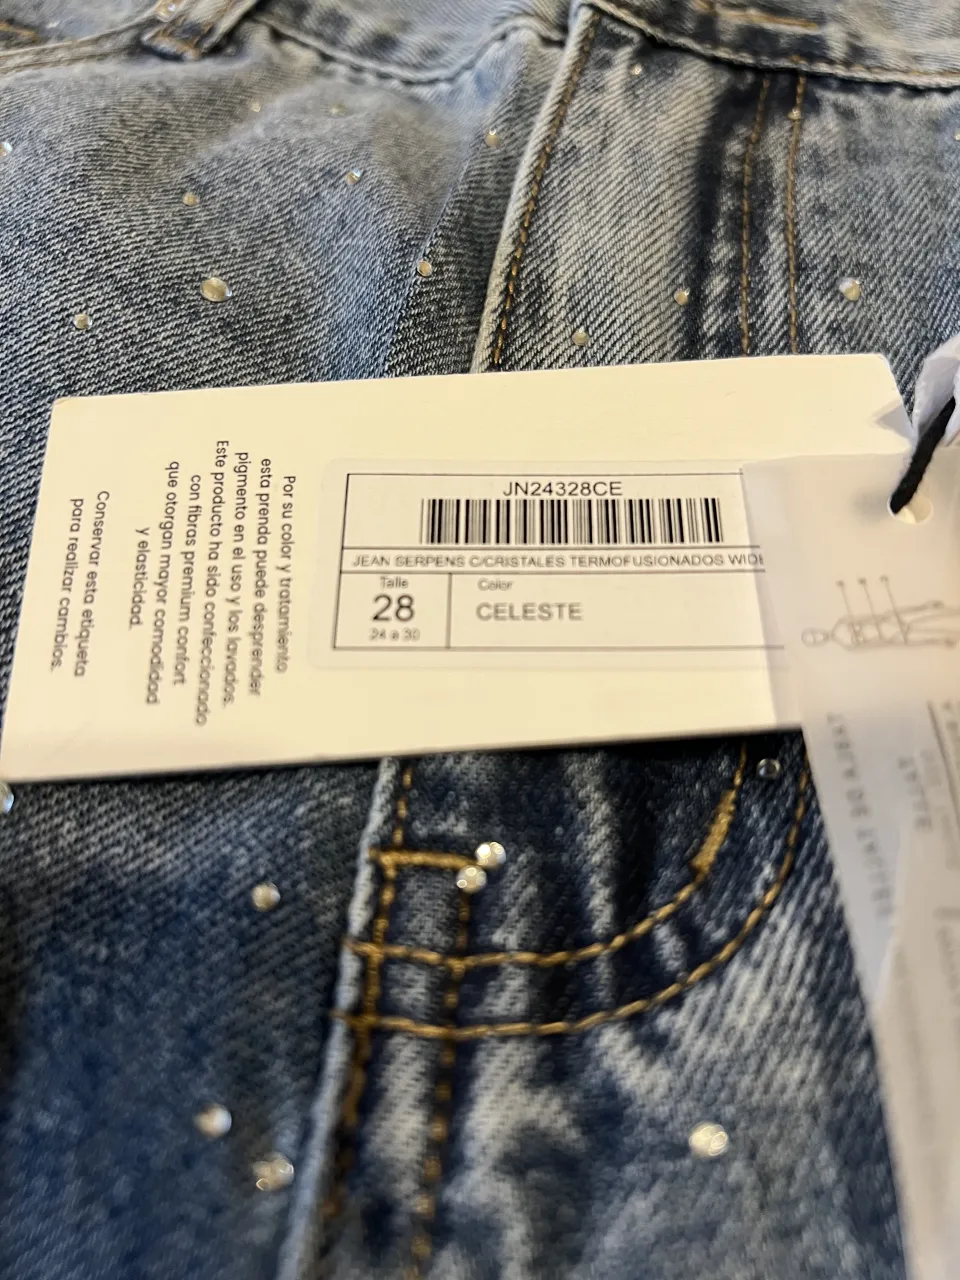 JN24328CE
JEAN SERPENS C/CRISTALES TERMOFUSIONADOS WIDE
Talle
28
24 a 30
Color
CELESTE
Por su color y tratamiento
esta prenda puede desprender
pigmento en el uso y los lavados.
Este producto ha sido confeccionado
con fibras premium confort
que otorgan mayor comodidad
y elasticidad.
Conservar esta etiqueta
para realizar cambios.